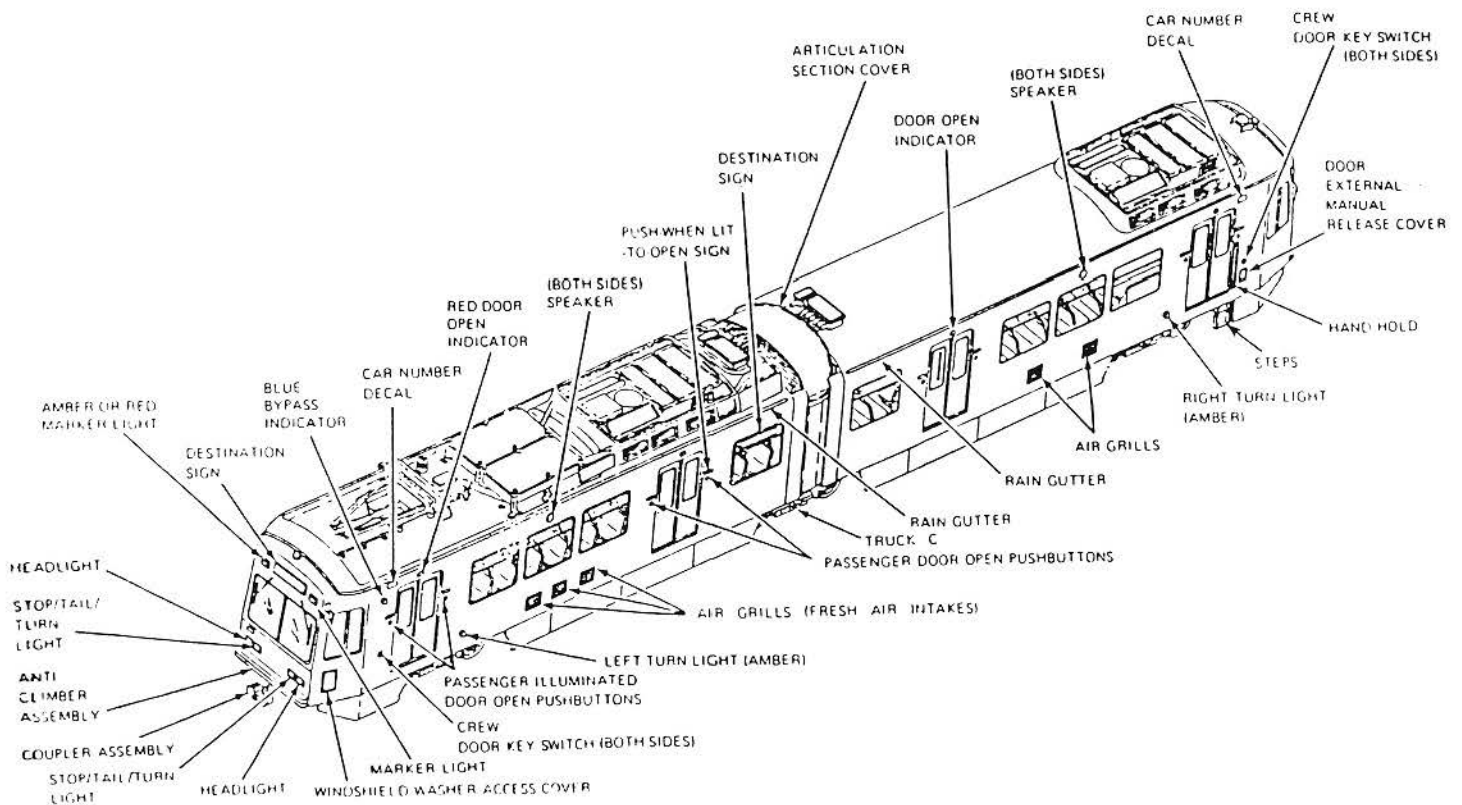 CAR NUMBER
DECAL
CREW
DOOR KEY SWITCH
(BOTH SIDES)
ARTICULATION
SECTION COVER
(BOTH SIDES)
SPEAKER
DOOR OPEN
INDICATOR
DESTINATION
SIGN
DOOR
EXTERNAL
MANUAL
RELEASE COVER
PUSH WHEN LIT
-TO OPEN SIGN
(BOTH SIDES)
SPEAKER
RED DOOR
OPEN
INDICATOR
HAND HOLD
STEPS
CAR NUMBER
DECAL
BLUE
BYPASS
INDICATOR
RIGHT TURN LIGHT
(AMBER)
AMBER OR RED
MARKER LIGHT
AIR GRILLS
DESTINATION
SIGN
RAIN GUTTER
RAIN GUTTER
TRUCK C
PASSENGER DOOR OPEN PUSHBUTTONS
HEADLIGHT
STOP/TAIL/
TURN
LIGHT
AIR GRILLS (FRESH AIR INTAKES)
LEFT TURN LIGHT (AMBER)
ANTI
CLIMBER
ASSEMBLY
PASSENGER ILLUMINATED
DOOR OPEN PUSHBUTTONS
CREW
DOOR KEY SWITCH (BOTH SIDES)
COUPLER ASSEMBLY
MARKER LIGHT
STOP/TAIL/TURN
LIGHT
HEADLIGHT
WINDSHIELD WASHER ACCESS COVER